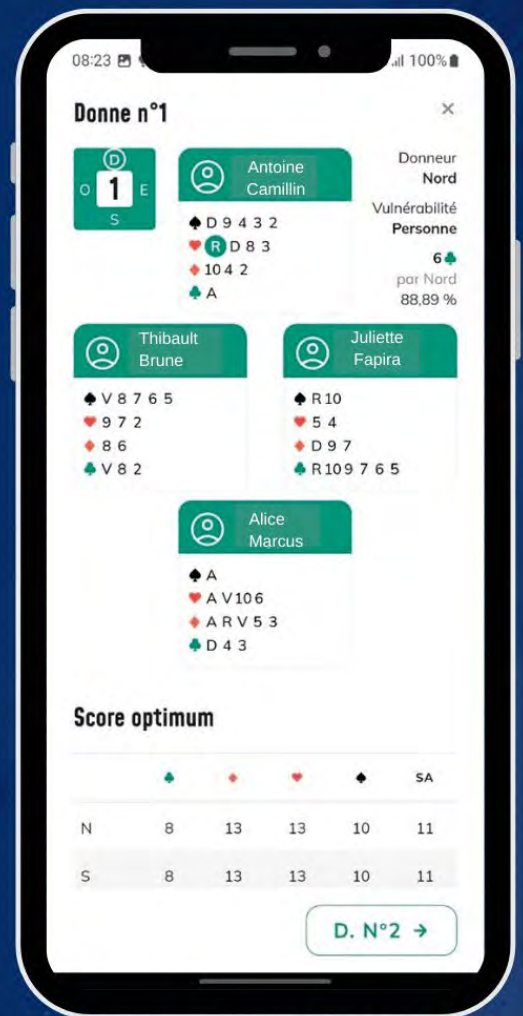 08:23 100%
Donne n°1 ×
D
O 1 E
S
Antoine
Camillin
♠ D 9 4 3 2
♥ R D 8 3
♦ 10 4 2
♣ A
Donneur
Nord
Vulnérabilité
Personne
6 ♣
par Nord
88,89 %
Thibault
Brune
♠ V 8 7 6 5
♥ 9 7 2
♦ 8 6
♣ V 8 2
Juliette
Fapira
♠ R 10
♥ 5 4
♦ D 9 7
♣ R 10 9 7 6 5
Alice
Marcus
♠ A
♥ A V 10 6
♦ A R V 5 3
♣ D 4 3
Score optimum
♣ ♦ ♥ ♠ SA
N 8 13 13 10 11
S 8 13 13 10 11
D. N°2 →